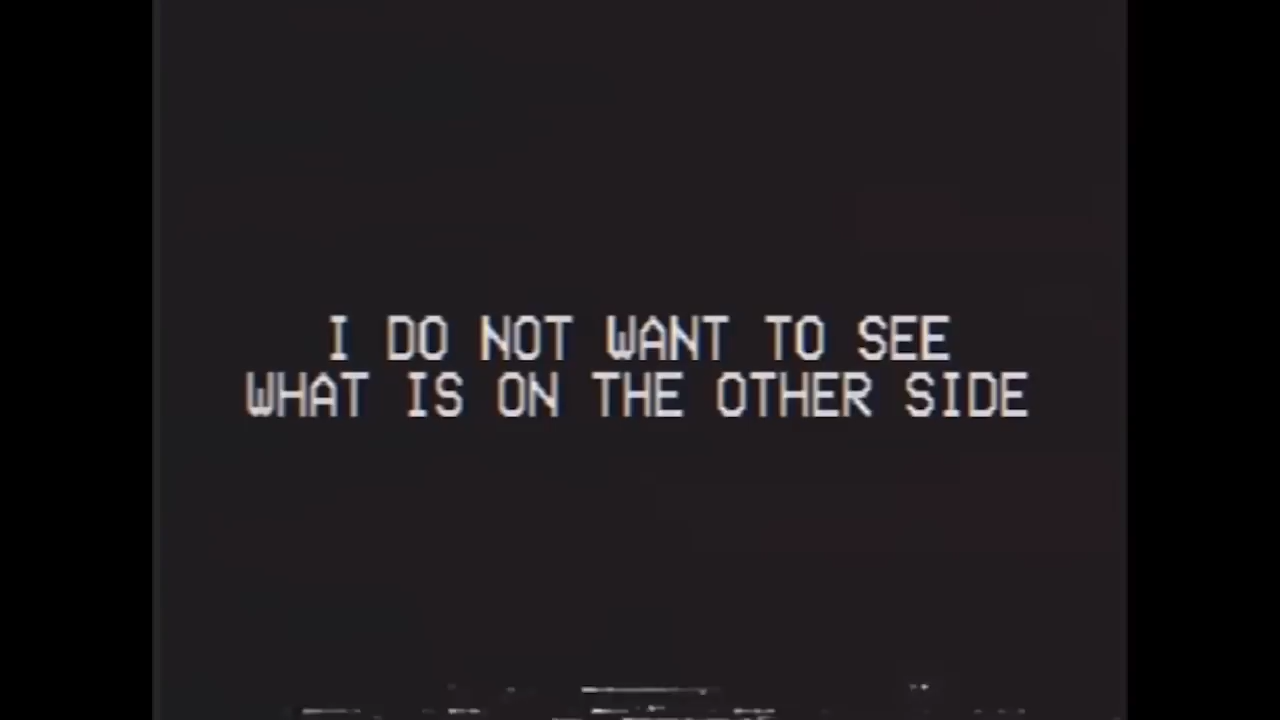 I DO NOT WANT TO SEE
WHAT IS ON THE OTHER SIDE